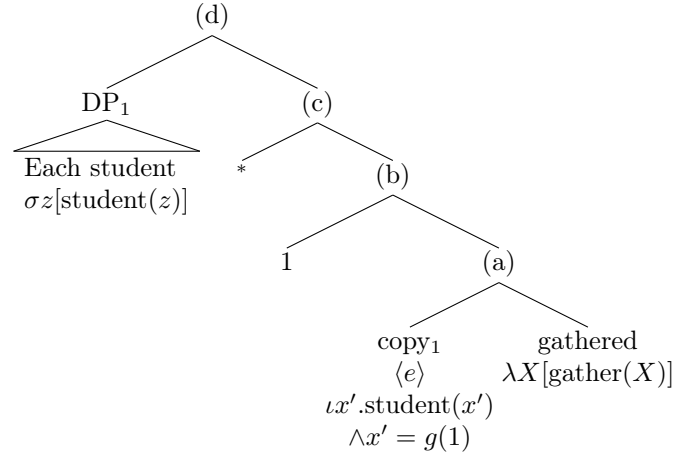 (d)
DP₁
(c)
Each student
σz[student(z)]
*
(b)
1
(a)
copy₁
gathered
⟨e⟩
λX[gather(X)]
ιx′.student(x′)
∧x′ = g(1)